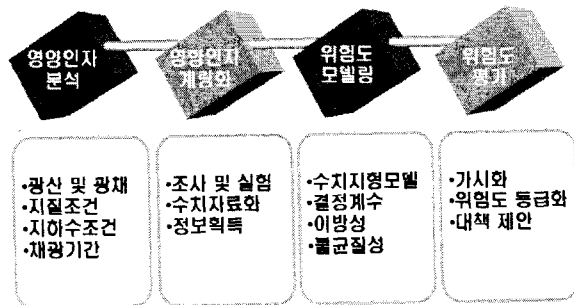 영양인자
분석
영양인자
계량화
위험도
모델링
위험도
평가
•광산 및 광채
•지질조건
•지하수조건
•채광기간
•조사 및 실험
•수치자료화
•정보획득
•수치지형모델
•결정계수
•이방성
•불균질성
•가시화
•위험도 등급화
•대책 제안